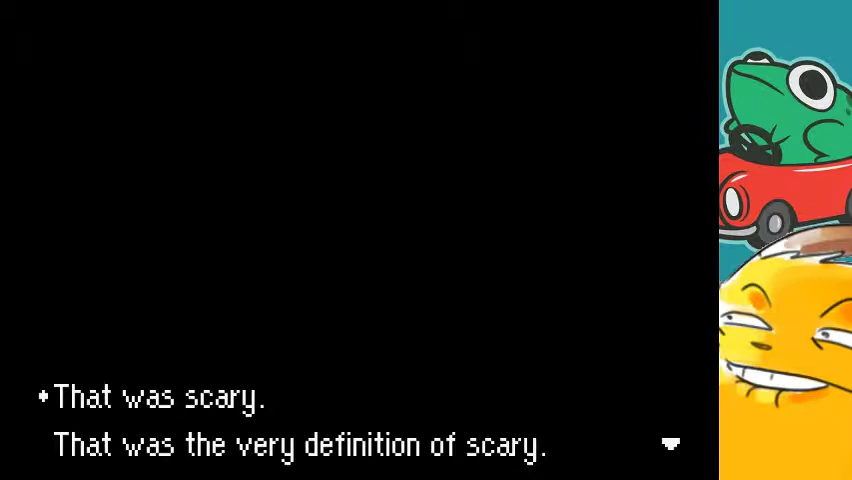 •That was scary.
That was the very definition of scary.